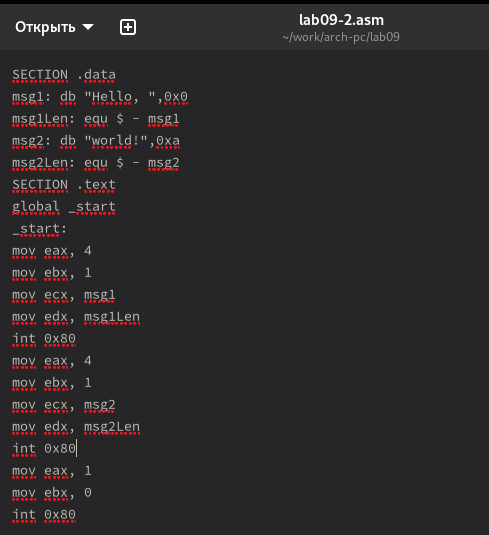 Открыть
lab09-2.asm
~/work/arch-pc/lab09
SECTION .data
msg1: db "Hello, ",0x0
msg1Len: equ $ - msg1
msg2: db "world!",0xa
msg2Len: equ $ - msg2
SECTION .text
global _start
_start:
mov eax, 4
mov ebx, 1
mov ecx, msg1
mov edx, msg1Len
int 0x80
mov eax, 4
mov ebx, 1
mov ecx, msg2
mov edx, msg2Len
int 0x80
mov eax, 1
mov ebx, 0
int 0x80